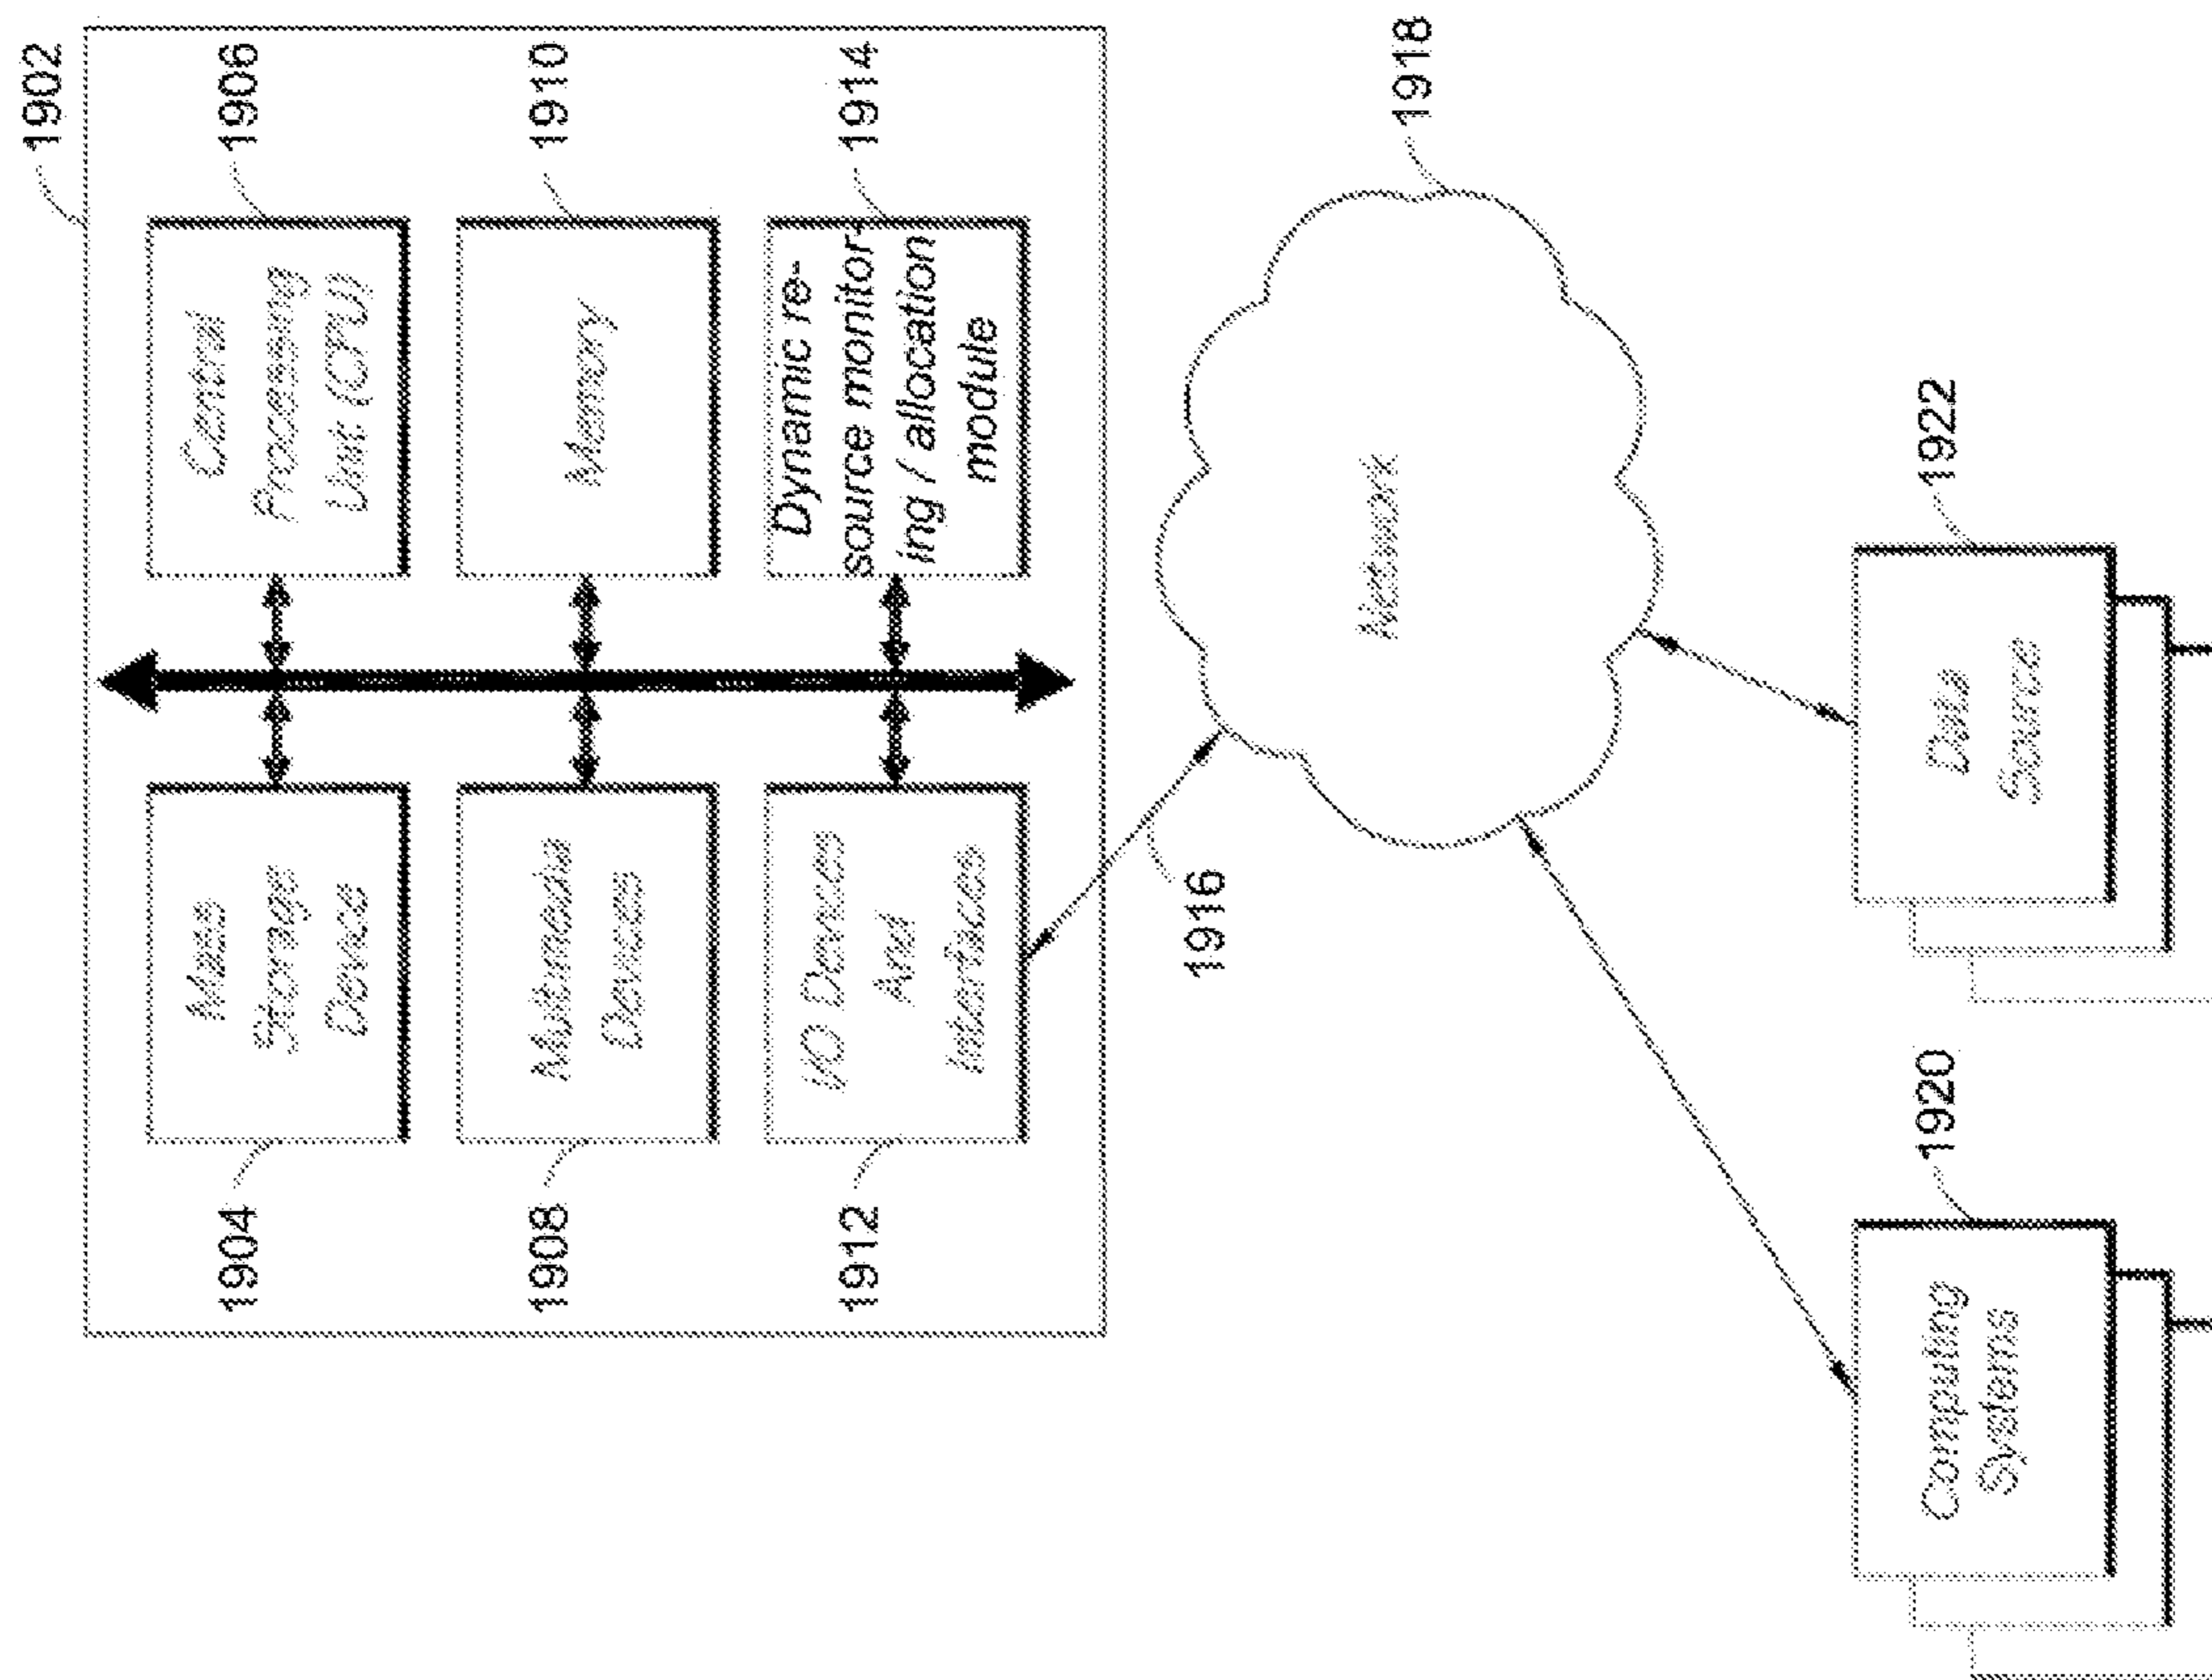 1902
1904
Mass
Storage
Device
Central
Processing
Unit (CPU)
1906
1908
Multimedia
Devices
Memory
1910
1912
I/O Devices
And
Interfaces
Dynamic re-
source monitor-
ing / allocation
module
1914
1916
Network
1918
1920
Computing
Systems
1922
Data
Source